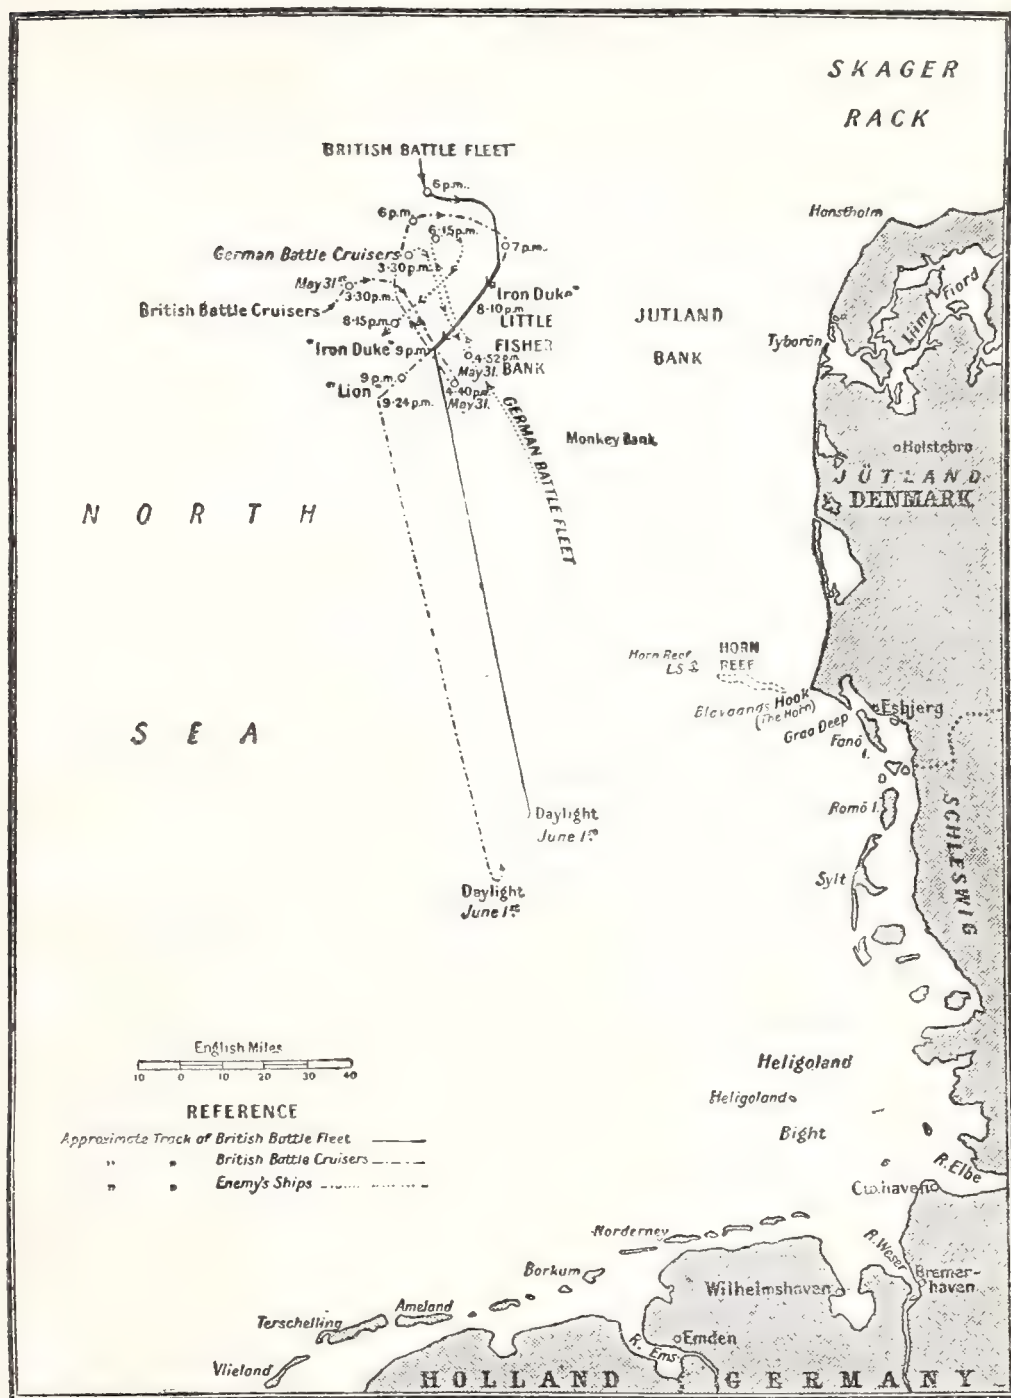 SKAGER
RACK
BRITISH BATTLE FLEET
6 p.m.
6 p.m.
6·15 p.m.
Hanstholm
German Battle Cruisers
3·30 p.m.
7 p.m.
May 31st
3·30 p.m.
British Battle Cruisers
"Iron Duke"
8·10 p.m.
8·15 p.m.
LITTLE
FISHER
BANK
JUTLAND
BANK
Liim Fiord
Tyborön
"Iron Duke" 9 p.m.
4·52 p.m.
May 31.
9 p.m.
"Lion"
9·24 p.m.
4·40 p.m.
May 31.
GERMAN BATTLE FLEET
Monkey Bank
Holstebro
JÜTLAND
DENMARK
NORTH
SEA
Horn Reef
L.S.
HORN
REEF
Blavaands Hook
(The Horn)
Graa Deep
Esbjerg
Fanö
I.
Romö I.
SCHLESWIG
Sylt
Daylight
June 1st
Daylight
June 1st
English Miles
10 0 10 20 30 40
REFERENCE
Approximate Track of British Battle Fleet
" " British Battle Cruisers
" " Enemy's Ships
Heligoland
Heligoland
Bight
R. Elbe
Cuxhaven
Norderney
R. Weser
Borkum
Wilhelmshaven
Bremer-
haven
Ameland
Terschelling
Emden
R. Ems
Vlieland
HOLLAND GERMANY